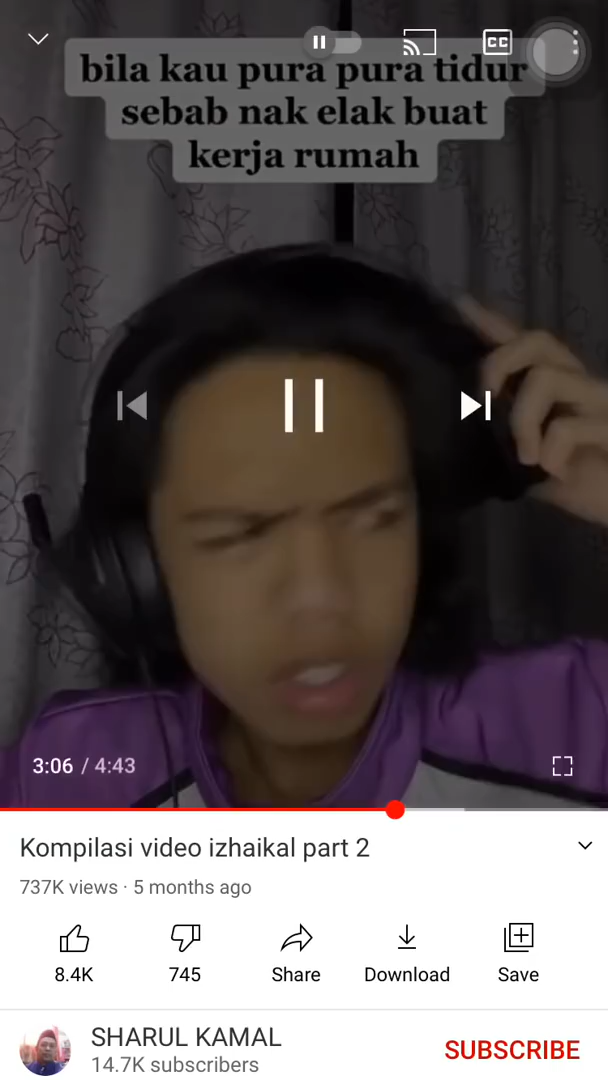 CC
bila kau pura pura tidur
sebab nak elak buat
kerja rumah
3:06 / 4:43
Kompilasi video izhaikal part 2
737K views · 5 months ago
8.4K
745
Share
Download
Save
SHARUL KAMAL
14.7K subscribers
SUBSCRIBE